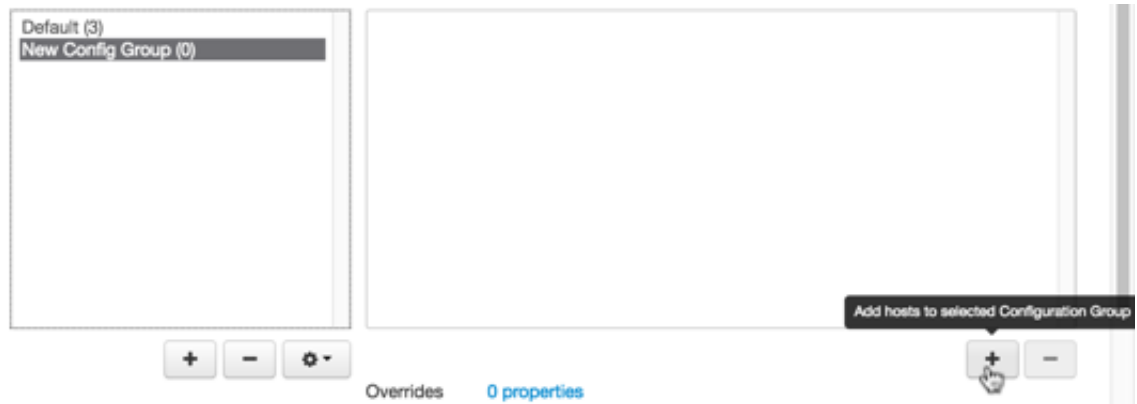 Default (3)
New Config Group (0)
Add hosts to selected Configuration Group
Overrides 0 properties